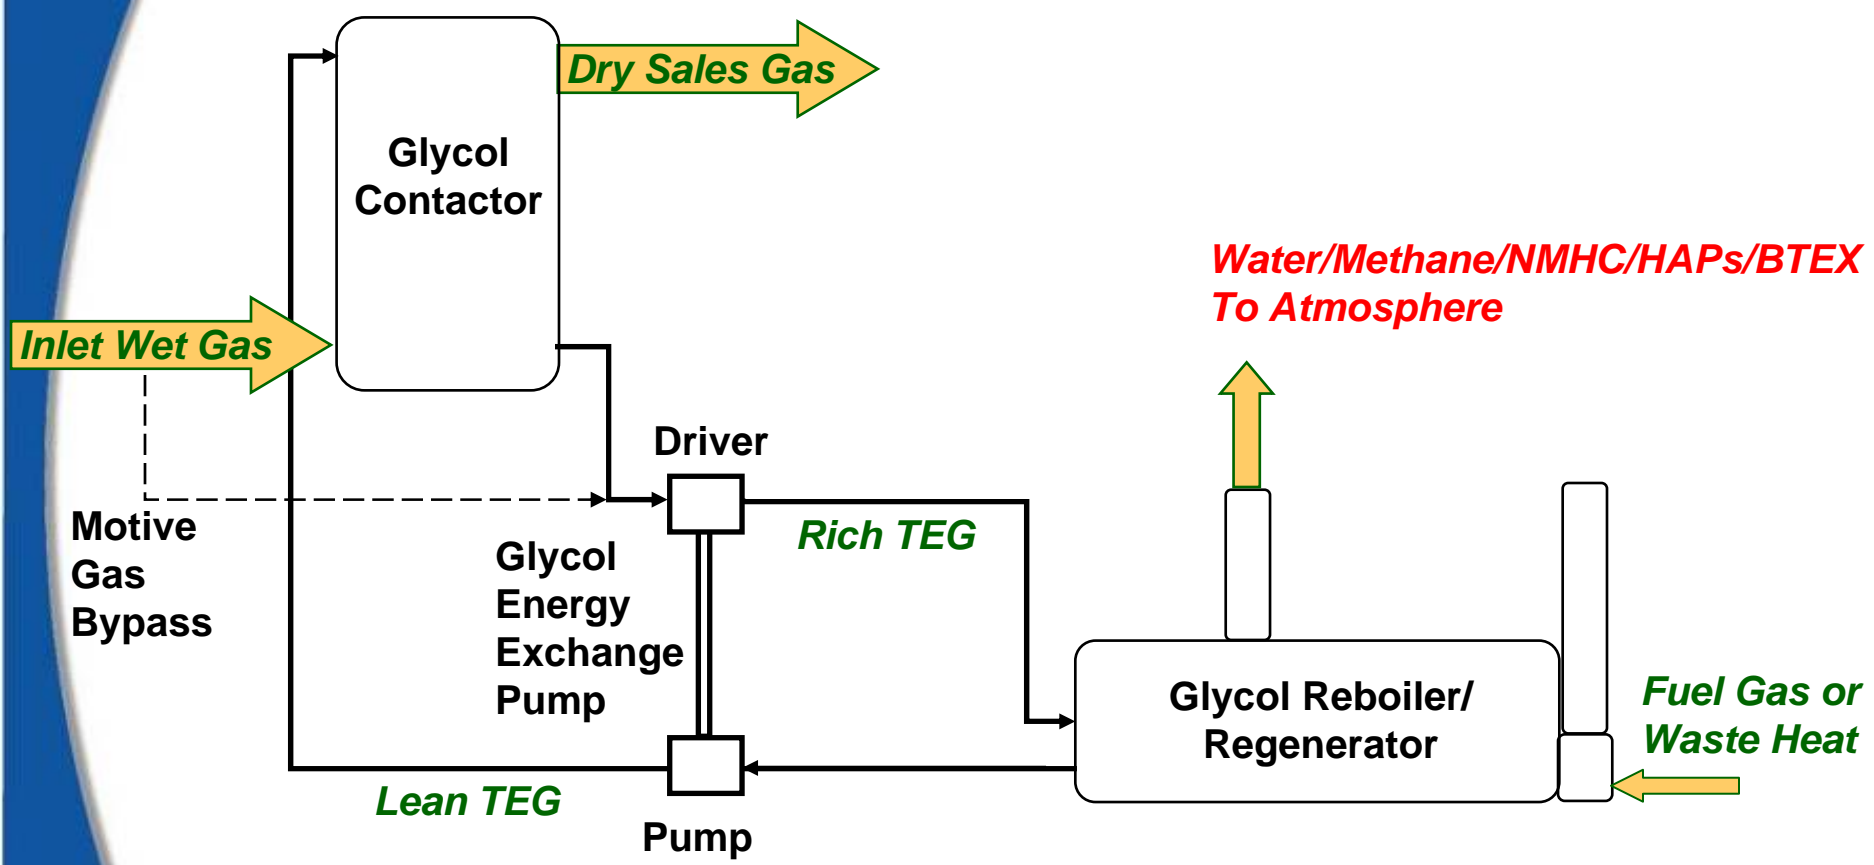 Dry Sales Gas
Glycol
Contactor
Water/Methane/NMHC/HAPs/BTEX
To Atmosphere
Inlet Wet Gas
Driver
Motive
Gas
Bypass
Rich TEG
Glycol
Energy
Exchange
Pump
Glycol Reboiler/
Regenerator
Fuel Gas or
Waste Heat
Lean TEG
Pump